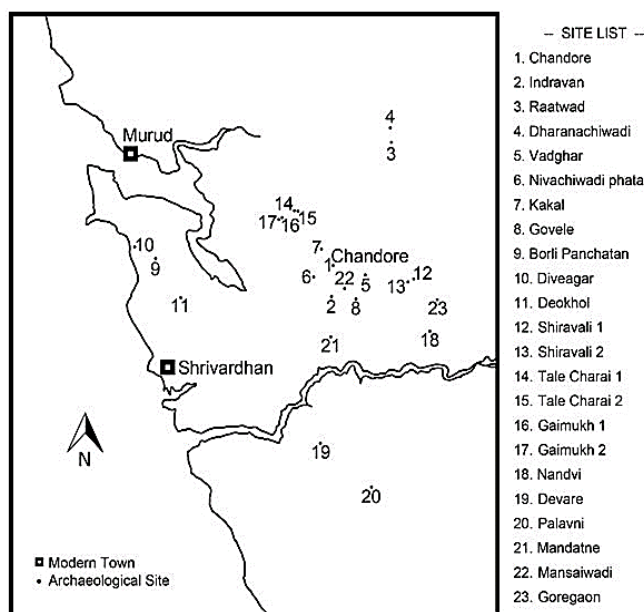 4
3
Murud
14
17
16
15
10
9
7
Chandore
1
6
22
5
13
12
2
8
23
11
21
18
Shrivardhan
N
19
20
Modern Town
Archaeological Site
-- SITE LIST --
1. Chandore
2. Indravan
3. Raatwad
4. Dharanachiwadi
5. Vadghar
6. Nivachiwadi phata
7. Kakal
8. Govele
9. Borli Panchatan
10. Diveagar
11. Deokhol
12. Shiravali 1
13. Shiravali 2
14. Tale Charai 1
15. Tale Charai 2
16. Gaimukh 1
17. Gaimukh 2
18. Nandvi
19. Devare
20. Palavni
21. Mandatne
22. Mansaiwadi
23. Goregaon